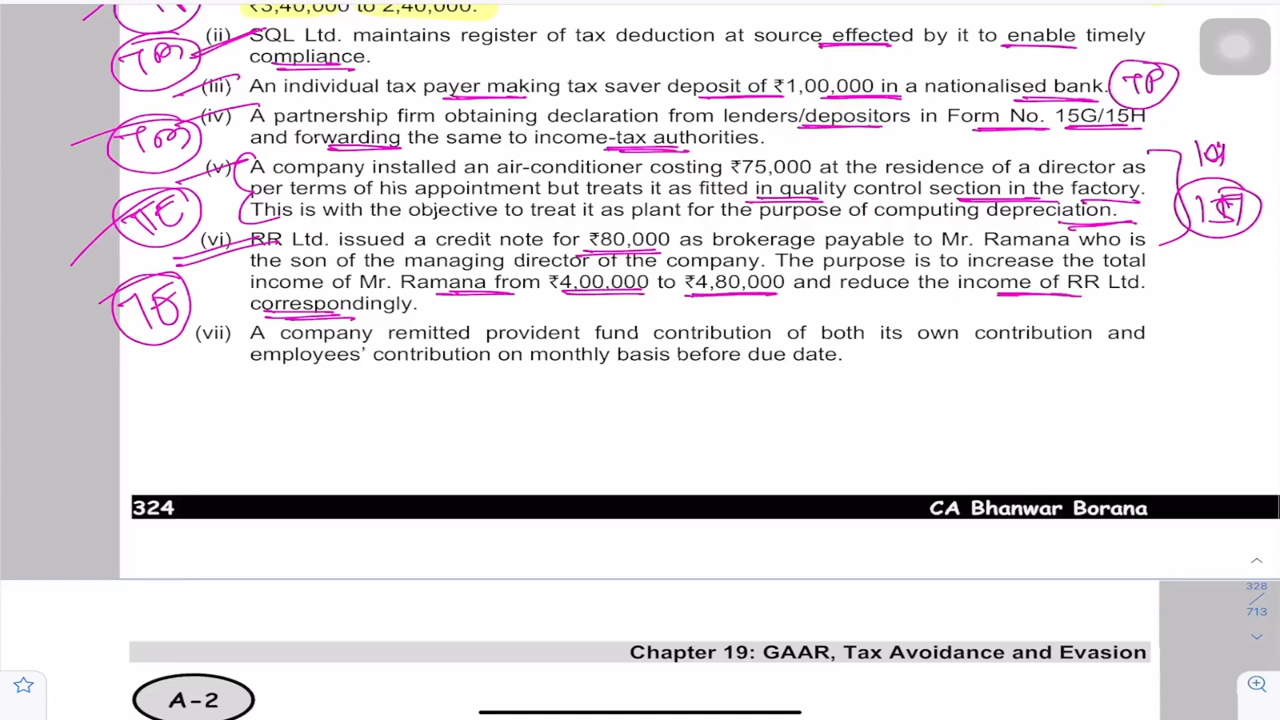 ₹3,40,000 to 2,40,000.
(ii) SQL Ltd. maintains register of tax deduction at source effected by it to enable timely
TM
compliance.
(iii) An individual tax payer making tax saver deposit of ₹1,00,000 in a nationalised bank. TP
(iv) A partnership firm obtaining declaration from lenders/depositors in Form No. 15G/15H
TM
and forwarding the same to income-tax authorities.
(v) A company installed an air-conditioner costing ₹75,000 at the residence of a director as
per terms of his appointment but treats it as fitted in quality control section in the factory.
TE
This is with the objective to treat it as plant for the purpose of computing depreciation.
(vi) RR Ltd. issued a credit note for ₹80,000 as brokerage payable to Mr. Ramana who is
the son of the managing director of the company. The purpose is to increase the total
income of Mr. Ramana from ₹4,00,000 to ₹4,80,000 and reduce the income of RR Ltd.
TE
correspondingly.
(vii) A company remitted provident fund contribution of both its own contribution and
employees' contribution on monthly basis before due date.
324 CA Bhanwar Borana
328
/
713
Chapter 19: GAAR, Tax Avoidance and Evasion
A-2